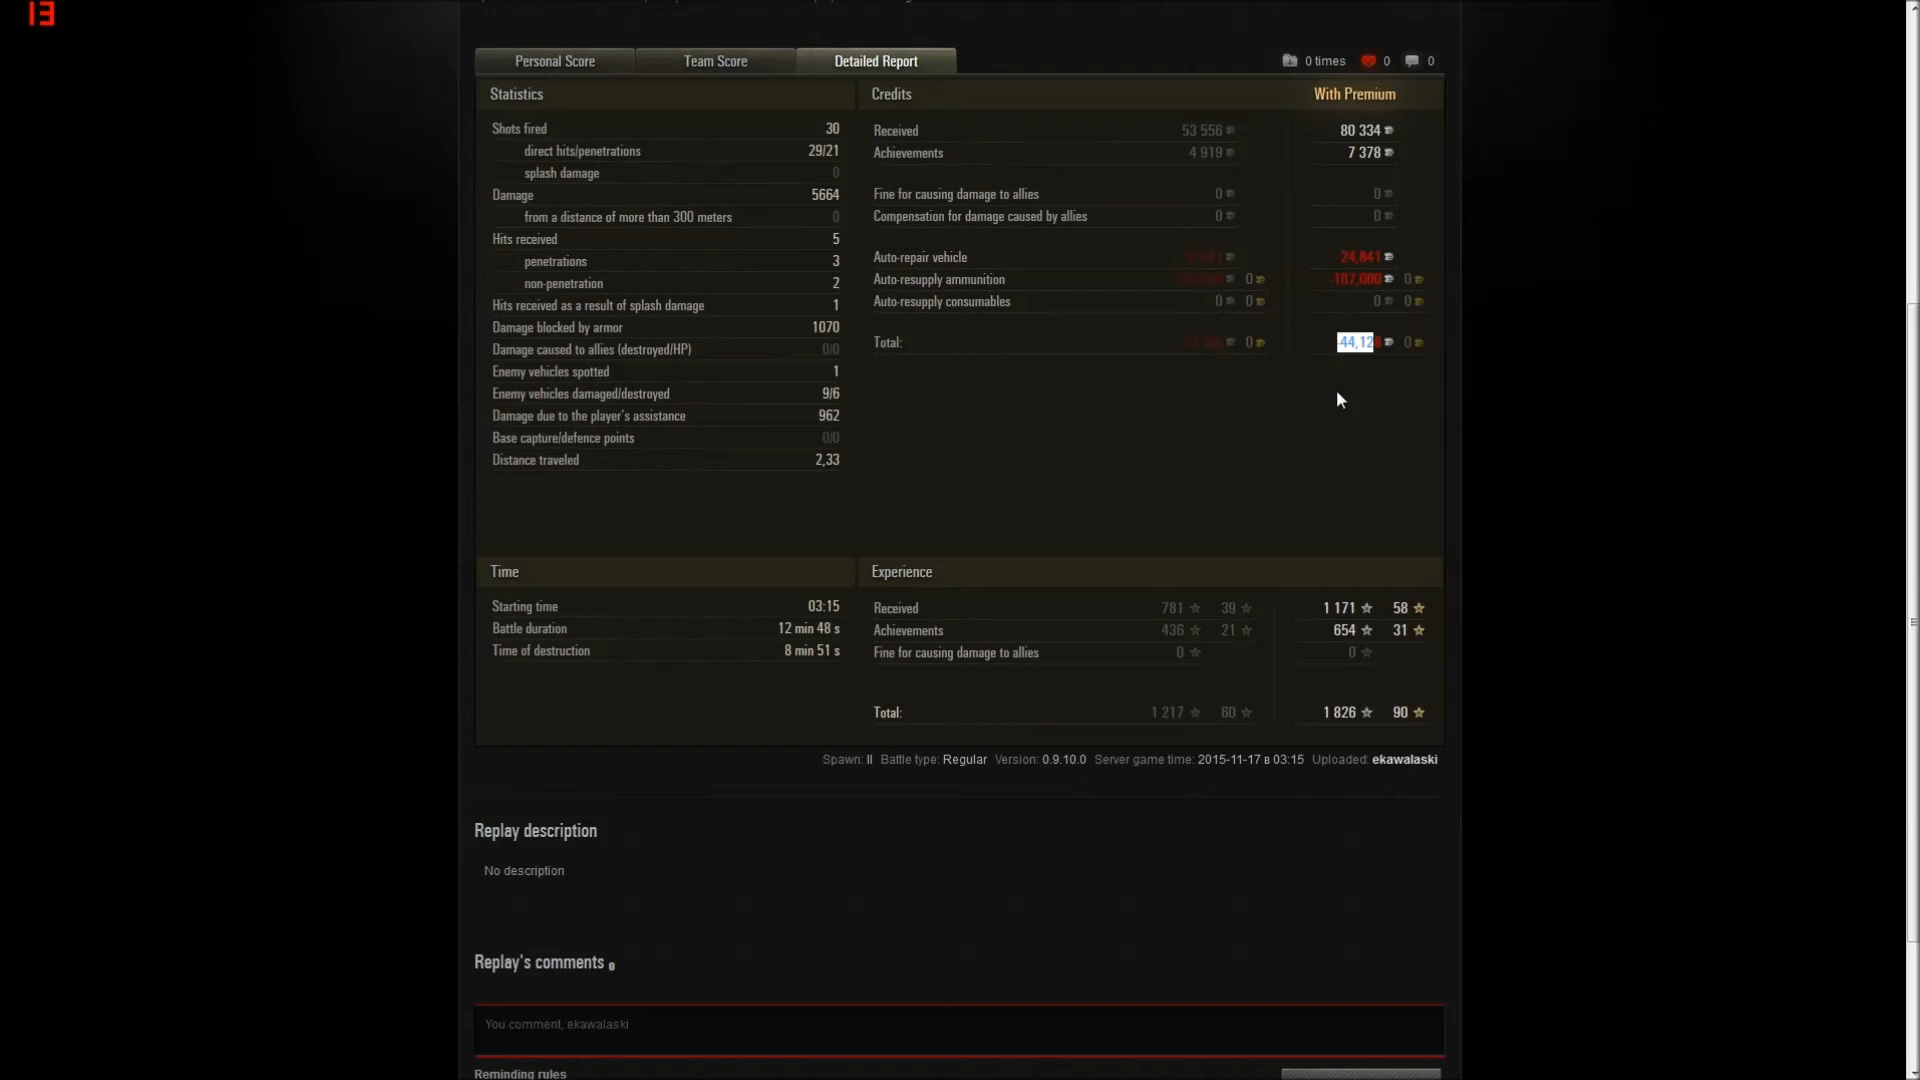 13
Personal Score Team Score Detailed Report 0 times 0 0
Statistics
Shots fired 30
direct hits/penetrations 29/21
splash damage 0
Damage 5664
from a distance of more than 300 meters 0
Hits received 5
penetrations 3
non-penetration 2
Hits received as a result of splash damage 1
Damage blocked by armor 1070
Damage caused to allies (destroyed/HP) 0/0
Enemy vehicles spotted 1
Enemy vehicles damaged/destroyed 9/6
Damage due to the player's assistance 962
Base capture/defence points 0/0
Distance traveled 2,33
Credits With Premium
Received 53 556 80 334
Achievements 4 919 7 378
Fine for causing damage to allies 0 0
Compensation for damage caused by allies 0 0
Auto-repair vehicle -24,841
Auto-resupply ammunition 0 -107,000 0
Auto-resupply consumables 0 0 0 0
Total: 0 -44,128 0
Time
Starting time 03:15
Battle duration 12 min 48 s
Time of destruction 8 min 51 s
Experience
Received 781 39 1 171 58
Achievements 436 21 654 31
Fine for causing damage to allies 0 0
Total: 1 217 60 1 826 90
Spawn: II Battle type: Regular Version: 0.9.10.0 Server game time: 2015-11-17 в 03:15 Uploaded: ekawalaski
Replay description
No description
Replay's comments 0
You comment, ekawalaski
Reminding rules